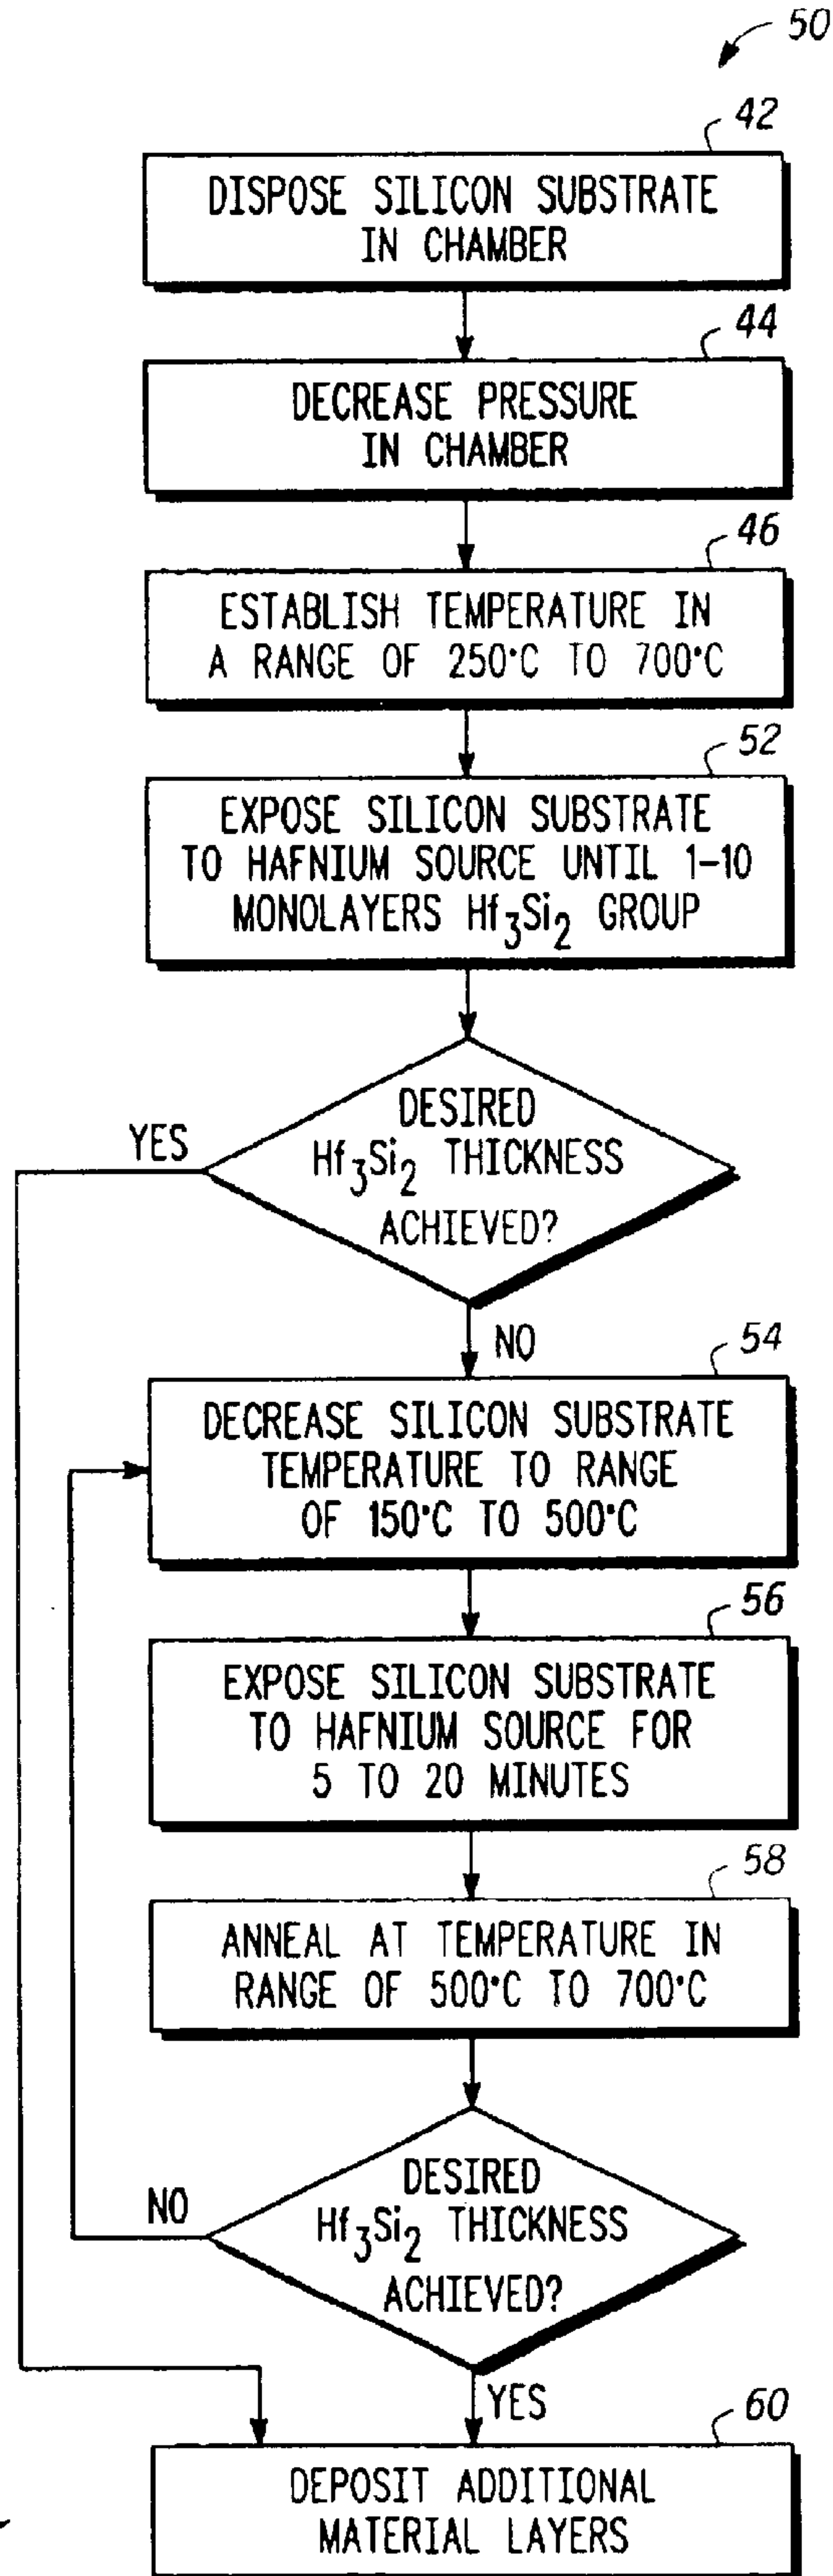 50
42
DISPOSE SILICON SUBSTRATE
IN CHAMBER
44
DECREASE PRESSURE
IN CHAMBER
46
ESTABLISH TEMPERATURE IN
A RANGE OF 250°C TO 700°C
52
EXPOSE SILICON SUBSTRATE
TO HAFNIUM SOURCE UNTIL 1-10
MONOLAYERS Hf₃Si₂ GROUP
DESIRED
Hf₃Si₂ THICKNESS
ACHIEVED?
YES
NO
54
DECREASE SILICON SUBSTRATE
TEMPERATURE TO RANGE
OF 150°C TO 500°C
56
EXPOSE SILICON SUBSTRATE
TO HAFNIUM SOURCE FOR
5 TO 20 MINUTES
58
ANNEAL AT TEMPERATURE IN
RANGE OF 500°C TO 700°C
DESIRED
Hf₃Si₂ THICKNESS
ACHIEVED?
NO
YES
60
DEPOSIT ADDITIONAL
MATERIAL LAYERS